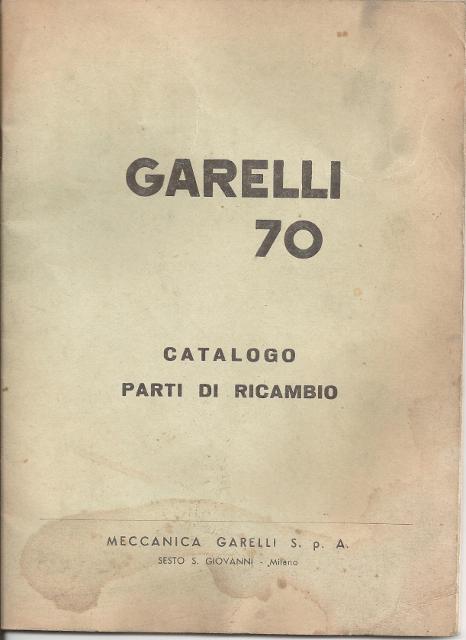 GARELLI
70
CATALOGO
PARTI DI RICAMBIO
MECCANICA GARELLI S. p. A.
SESTO S. GIOVANNI - Milano